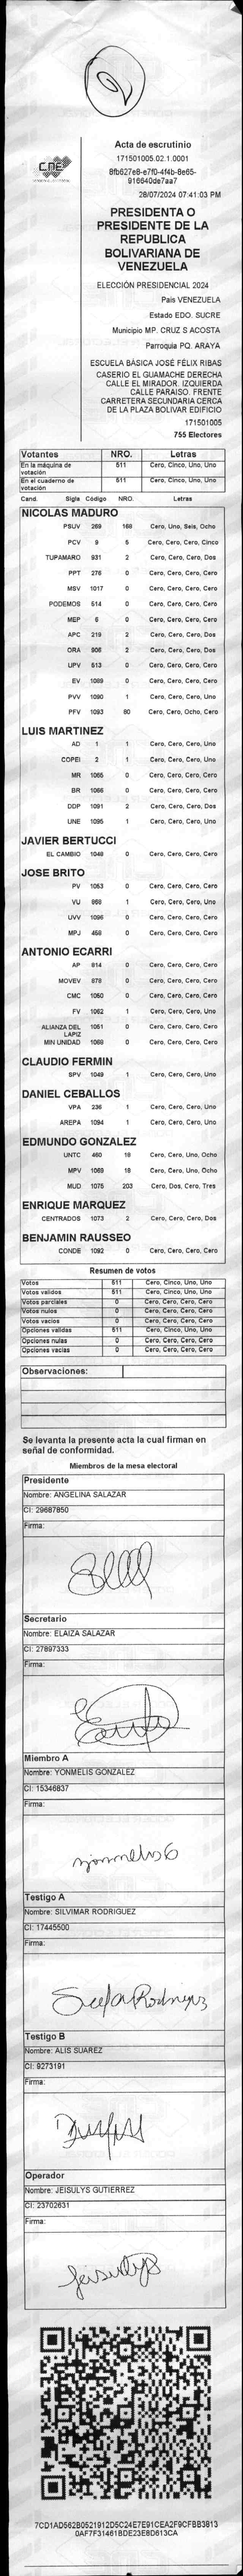 Acta de escrutinio
171501005.02.1.0001
8fb627e8-e7f0-4f4b-8e65-
916640de7aa7
28/07/2024 07:41:03 PM
CNE
PRESIDENTA O
PRESIDENTE DE LA
REPUBLICA
BOLIVARIANA DE
VENEZUELA
ELECCIÓN PRESIDENCIAL 2024
País VENEZUELA
Estado EDO. SUCRE
Municipio MP. CRUZ S ACOSTA
Parroquia PQ. ARAYA
ESCUELA BÁSICA JOSÉ FÉLIX RIBAS
CASERIO EL GUAMACHE DERECHA
CALLE EL MIRADOR. IZQUIERDA
CALLE PARAÍSO. FRENTE
CARRETERA SECUNDARIA CERCA
DE LA PLAZA BOLIVAR EDIFICIO
171501005
755 Electores
Votantes NRO. Letras
En la máquina de votación 511 Cero, Cinco, Uno, Uno
En el cuaderno de votación 511 Cero, Cinco, Uno, Uno
Cand. Sigla Código NRO. Letras
NICOLAS MADURO
PSUV 269 168 Cero, Uno, Seis, Ocho
PCV 9 5 Cero, Cero, Cero, Cinco
TUPAMARO 931 2 Cero, Cero, Cero, Dos
PPT 276 0 Cero, Cero, Cero, Cero
MSV 1017 0 Cero, Cero, Cero, Cero
PODEMOS 514 0 Cero, Cero, Cero, Cero
MEP 6 0 Cero, Cero, Cero, Cero
APC 219 2 Cero, Cero, Cero, Dos
ORA 906 2 Cero, Cero, Cero, Dos
UPV 513 0 Cero, Cero, Cero, Cero
EV 1089 0 Cero, Cero, Cero, Cero
PVV 1090 1 Cero, Cero, Cero, Uno
PFV 1093 80 Cero, Cero, Ocho, Cero
LUIS MARTINEZ
AD 1 1 Cero, Cero, Cero, Uno
COPEI 2 1 Cero, Cero, Cero, Uno
MR 1065 0 Cero, Cero, Cero, Cero
BR 1066 0 Cero, Cero, Cero, Cero
DDP 1091 2 Cero, Cero, Cero, Dos
UNE 1095 1 Cero, Cero, Cero, Uno
JAVIER BERTUCCI
EL CAMBIO 1048 0 Cero, Cero, Cero, Cero
JOSE BRITO
PV 1053 0 Cero, Cero, Cero, Cero
VU 868 1 Cero, Cero, Cero, Uno
UVV 1096 0 Cero, Cero, Cero, Cero
MPJ 458 0 Cero, Cero, Cero, Cero
ANTONIO ECARRI
AP 814 0 Cero, Cero, Cero, Cero
MOVEV 878 0 Cero, Cero, Cero, Cero
CMC 1050 0 Cero, Cero, Cero, Cero
FV 1062 1 Cero, Cero, Cero, Uno
ALIANZA DEL LAPIZ 1051 0 Cero, Cero, Cero, Cero
MIN UNIDAD 1068 0 Cero, Cero, Cero, Cero
CLAUDIO FERMIN
SPV 1049 1 Cero, Cero, Cero, Uno
DANIEL CEBALLOS
VPA 236 1 Cero, Cero, Cero, Uno
AREPA 1094 1 Cero, Cero, Cero, Uno
EDMUNDO GONZALEZ
UNTC 460 18 Cero, Cero, Uno, Ocho
MPV 1069 18 Cero, Cero, Uno, Ocho
MUD 1075 203 Cero, Dos, Cero, Tres
ENRIQUE MARQUEZ
CENTRADOS 1073 2 Cero, Cero, Cero, Dos
BENJAMIN RAUSSEO
CONDE 1092 0 Cero, Cero, Cero, Cero
Resumen de votos
Votos 511 Cero, Cinco, Uno, Uno
Votos validos 511 Cero, Cinco, Uno, Uno
Votos parciales 0 Cero, Cero, Cero, Cero
Votos nulos 0 Cero, Cero, Cero, Cero
Votos vacios 0 Cero, Cero, Cero, Cero
Opciones validas 511 Cero, Cinco, Uno, Uno
Opciones nulas 0 Cero, Cero, Cero, Cero
Opciones vacias 0 Cero, Cero, Cero, Cero
Observaciones:
Se levanta la presente acta la cual firman en
señal de conformidad.
Miembros de la mesa electoral
Presidente
Nombre: ANGELINA SALAZAR
CI: 29687850
Firma:
Secretario
Nombre: ELAIZA SALAZAR
CI: 27897333
Firma:
Miembro A
Nombre: YONMELIS GONZALEZ
CI: 15346837
Firma:
Testigo A
Nombre: SILVIMAR RODRIGUEZ
CI: 17445500
Firma:
Testigo B
Nombre: ALIS SUAREZ
CI: 9273191
Firma:
Operador
Nombre: JEISULYS GUTIERREZ
CI: 23702631
Firma:
Jeisulys
7CD1AD562B0521912D5C24E7E91CEA2F9CFBB3813
0AF7F31461BDE23E8D613CA